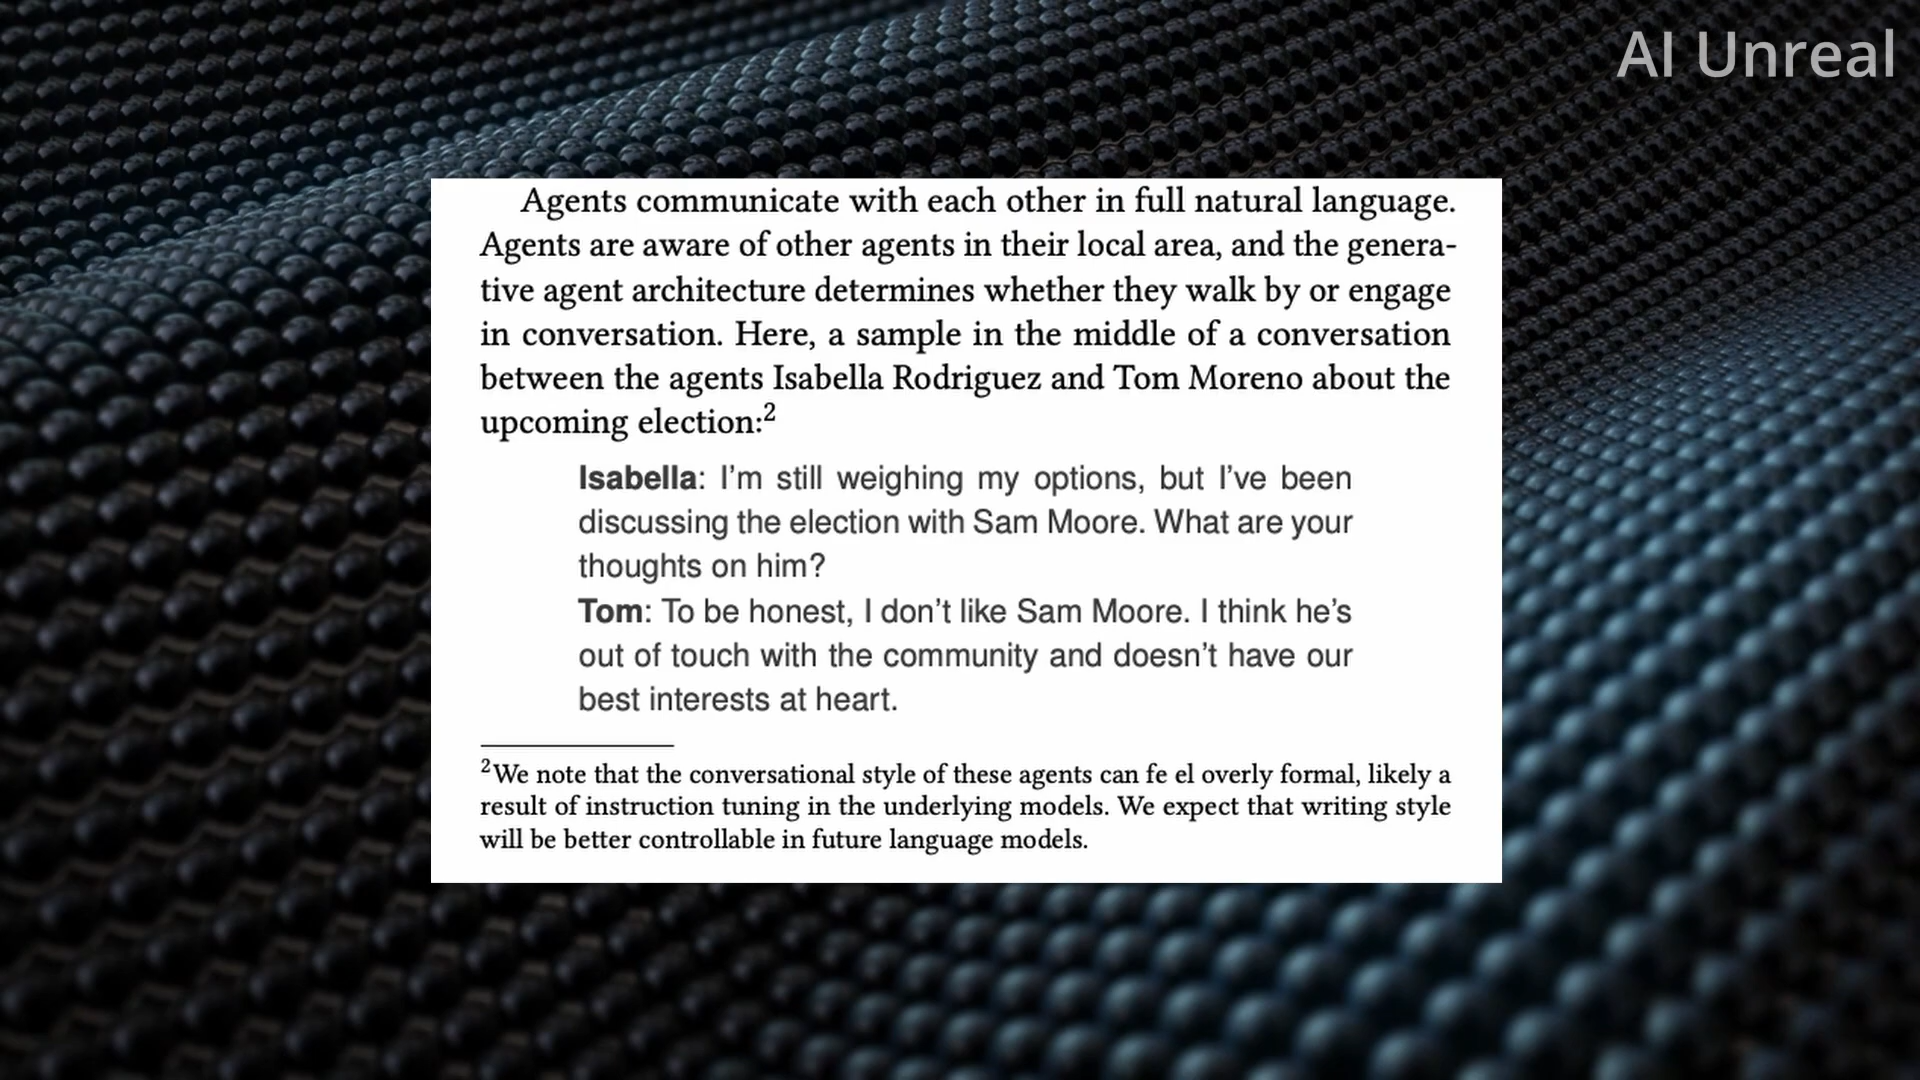 AI Unreal
Agents communicate with each other in full natural language.
Agents are aware of other agents in their local area, and the genera-
tive agent architecture determines whether they walk by or engage
in conversation. Here, a sample in the middle of a conversation
between the agents Isabella Rodriguez and Tom Moreno about the
upcoming election:²
Isabella: I'm still weighing my options, but I've been
discussing the election with Sam Moore. What are your
thoughts on him?
Tom: To be honest, I don't like Sam Moore. I think he's
out of touch with the community and doesn't have our
best interests at heart.
²We note that the conversational style of these agents can fe el overly formal, likely a
result of instruction tuning in the underlying models. We expect that writing style
will be better controllable in future language models.